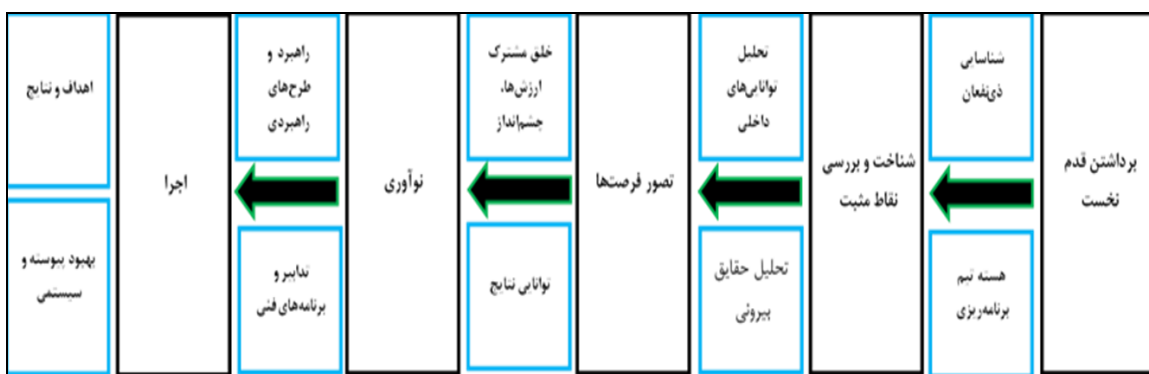 برداشتن قدم
نخست
شناسایی
ذی‌نفعان
هسته تیم
برنامه‌ریزی
شناخت و بررسی
نقاط مثبت
تحلیل
توانایی‌های
داخلی
تحلیل حقایق
بیرونی
تصور فرصت‌ها
خلق مشترک
ارزش‌ها،
چشم‌انداز
توانایی نتایج
نوآوری
راهبرد و
طرح‌های
راهبردی
تدابیر و
برنامه‌های فنی
اجرا
اهداف و نتایج
بهبود پیوسته و
سیستمی